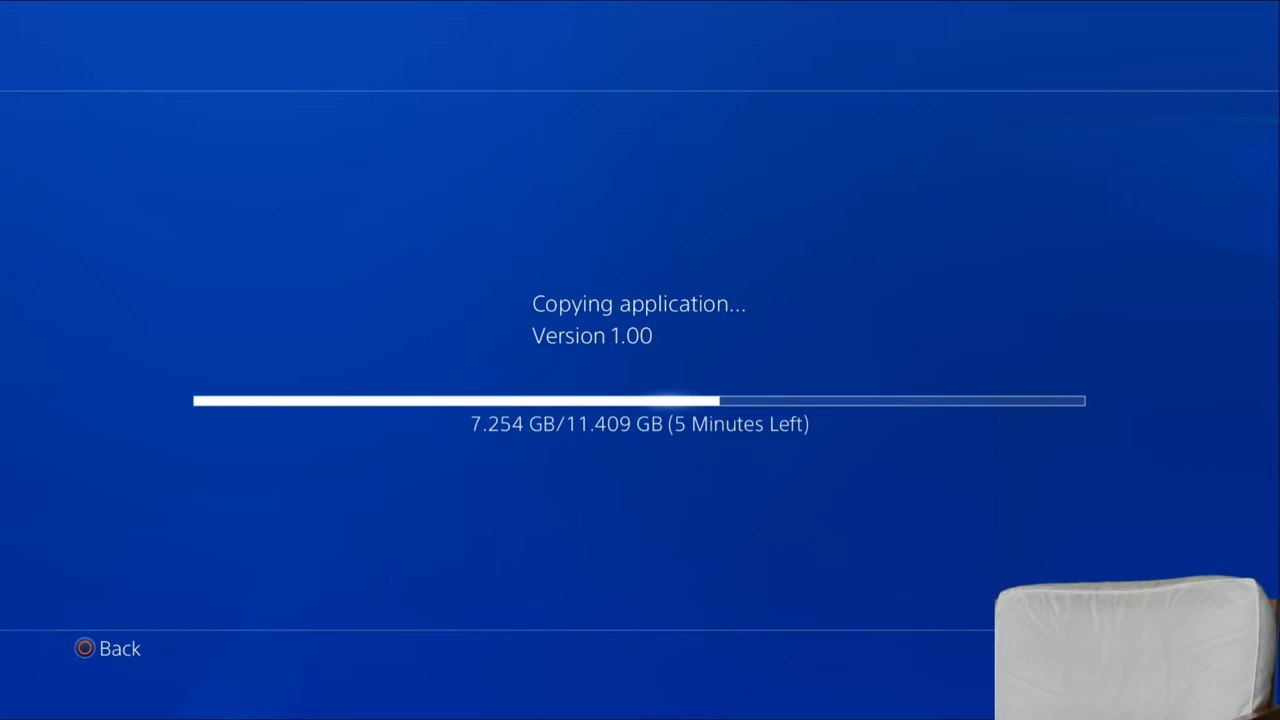 Copying application...
Version 1.00
7.254 GB/11.409 GB (5 Minutes Left)
Back